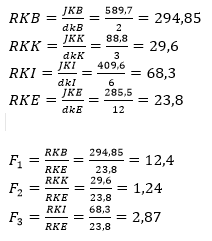 RKB = JKB/dkB = 589,7/2 = 294,85
RKK = JKK/dkK = 88,8/3 = 29,6
RKI = JKI/dkI = 409,6/6 = 68,3
RKE = JKE/dkE = 285,5/12 = 23,8
F₁ = RKB/RKE = 294,85/23,8 = 12,4
F₂ = RKK/RKE = 29,6/23,8 = 1,24
F₃ = RKI/RKE = 68,3/23,8 = 2,87